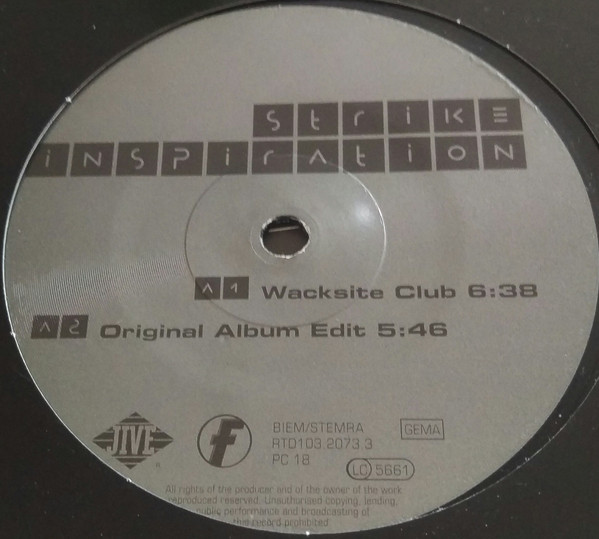 StriKE
iNSPirAtiON
A1 Wacksite Club 6:38
A2 Original Album Edit 5:46
JIVE
®
f
BIEM/STEMRA
RTD103.2073.3
PC 18
GEMA
LC 5661
All rights of the producer and of the owner of the work
reproduced reserved. Unauthorised copying, lending,
public performance and broadcasting of
this record prohibited